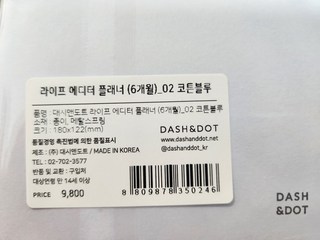 라이프 에디터 플래너 (6개월)_02 코튼블루
품명 : 대시앤도트 라이프 에디터 플래너 (6개월)_02 코튼블루
소재 : 종이, 메탈스프링
크기 : 180x122(mm)
품질경영 촉진법에 의한 품질표시
제조 : (주) 대시앤도트 / MADE IN KOREA
TEL : 02-702-3577
반품 및 교환 : 구입처
대상연령 만 14세 이상
PRICE 9,800
DASH&DOT
www.dashanddot.net
@dashanddot_kr
8 809878 350246
DASH
&DOT